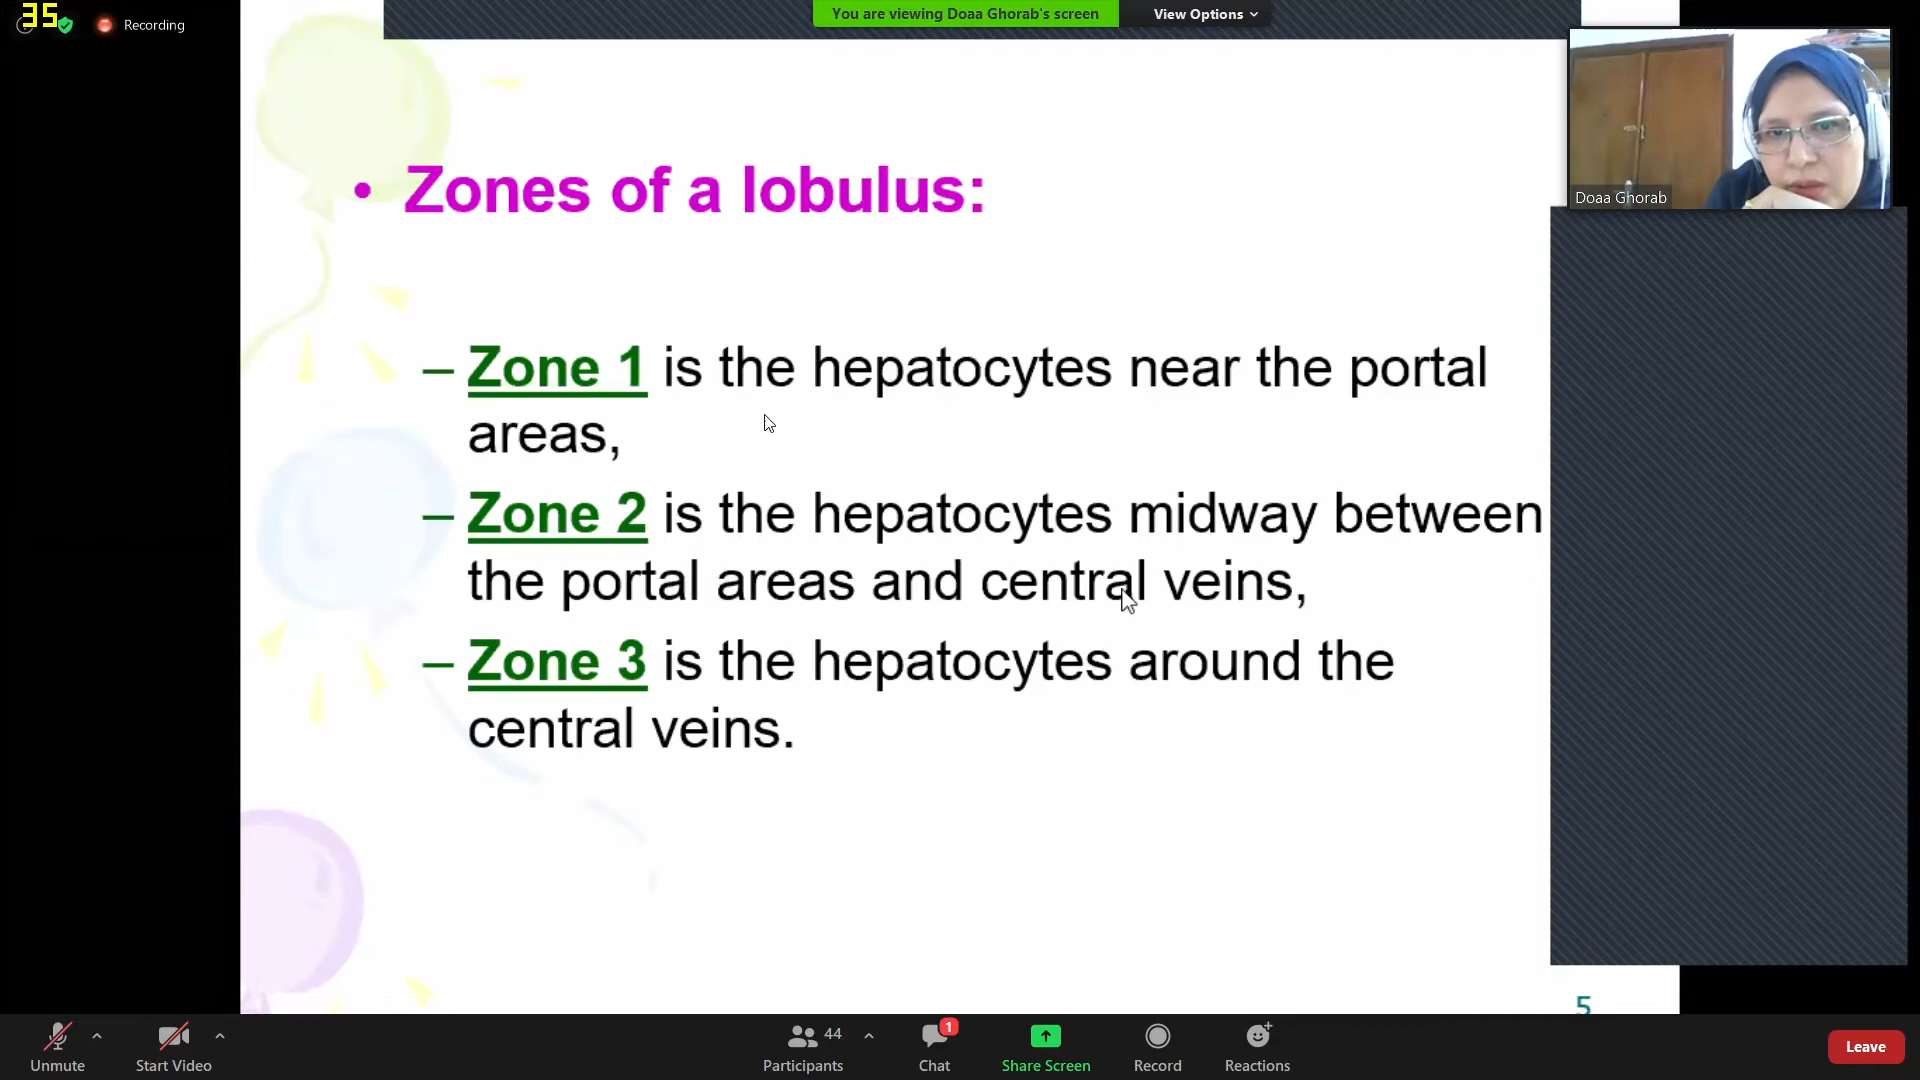 35
Recording
You are viewing Doaa Ghorab's screen
View Options
Doaa Ghorab
• Zones of a lobulus:
– Zone 1 is the hepatocytes near the portal
areas,
– Zone 2 is the hepatocytes midway between
the portal areas and central veins,
– Zone 3 is the hepatocytes around the
central veins.
5
Unmute
Start Video
44
Participants
1
Chat
Share Screen
Record
Reactions
Leave